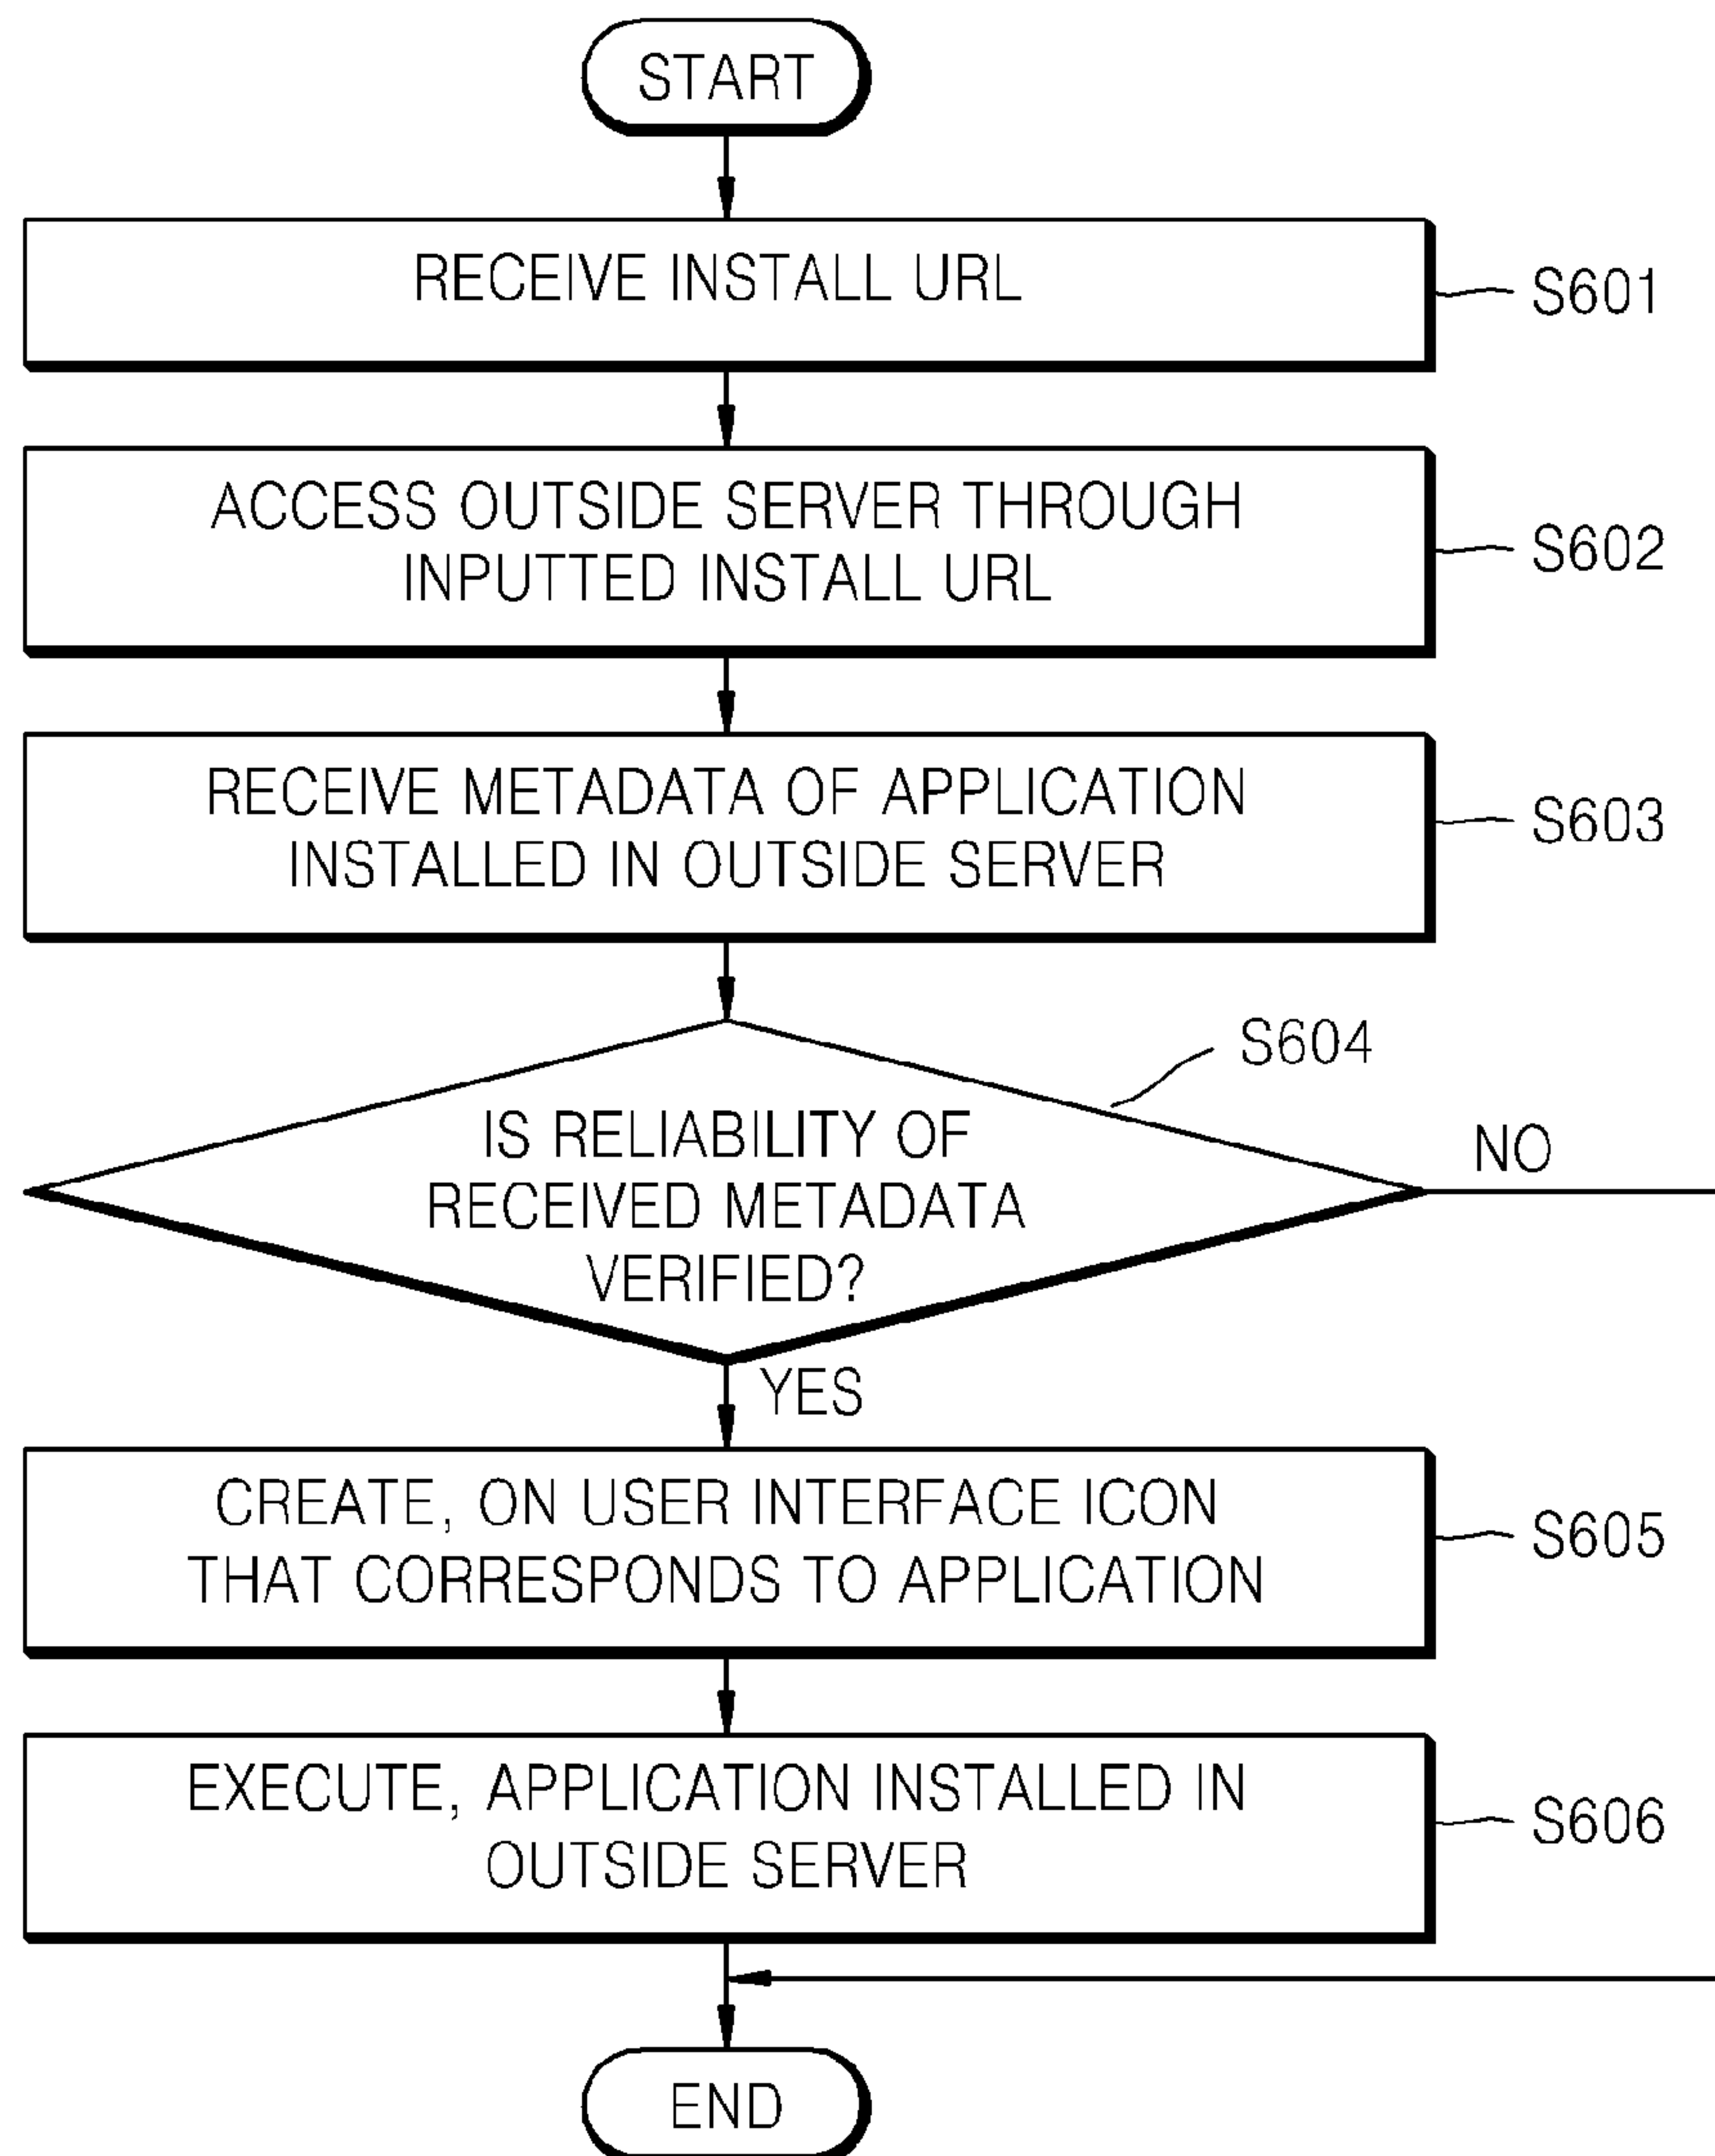 START
RECEIVE INSTALL URL
S601
ACCESS OUTSIDE SERVER THROUGH
INPUTTED INSTALL URL
S602
RECEIVE METADATA OF APPLICATION
INSTALLED IN OUTSIDE SERVER
S603
S604
IS RELIABILITY OF
RECEIVED METADATA
VERIFIED?
NO
YES
CREATE, ON USER INTERFACE ICON
THAT CORRESPONDS TO APPLICATION
S605
EXECUTE, APPLICATION INSTALLED IN
OUTSIDE SERVER
S606
END